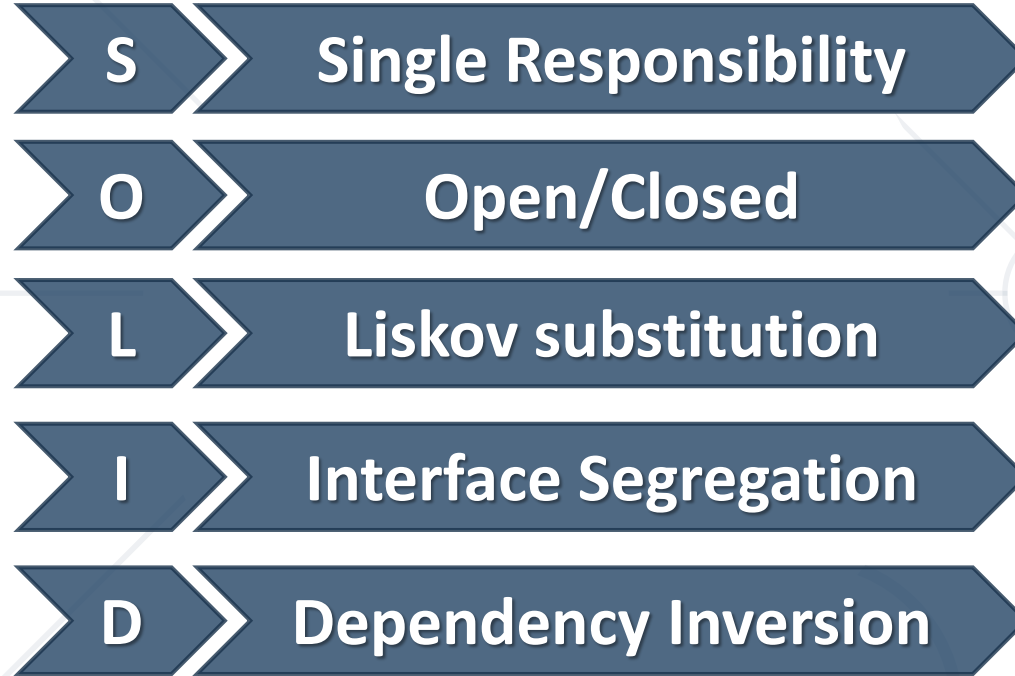 S Single Responsibility
O Open/Closed
L Liskov substitution
I Interface Segregation
D Dependency Inversion